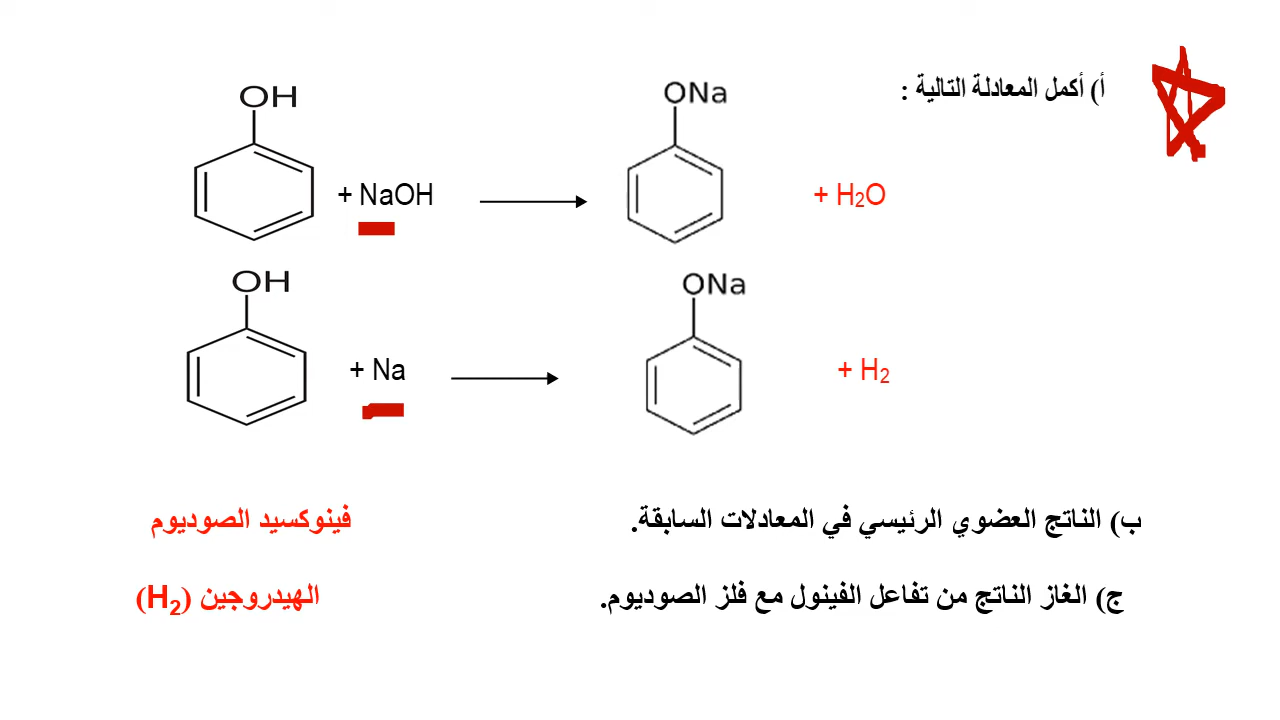 أ) أكمل المعادلة التالية :
OH
ONa
+ NaOH
+ H₂O
OH
ONa
+ Na
+ H₂
ب) الناتج العضوي الرئيسي في المعادلات السابقة. فينوكسيد الصوديوم
ج) الغاز الناتج من تفاعل الفينول مع فلز الصوديوم. الهيدروجين (H₂)